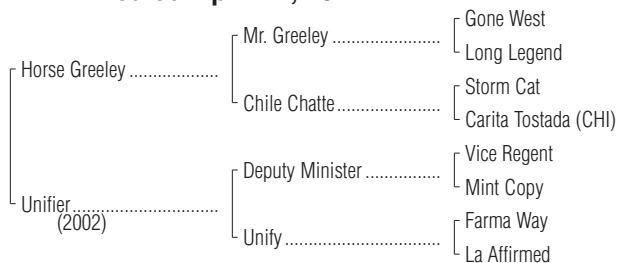 Gone West
Mr. Greeley ......................
Long Legend
Horse Greeley ..................
Storm Cat
Chile Chatte.....................
Carita Tostada (CHI)
Vice Regent
Deputy Minister ...............
Mint Copy
Unifier.............................
(2002)
Farma Way
Unify ...............................
La Affirmed